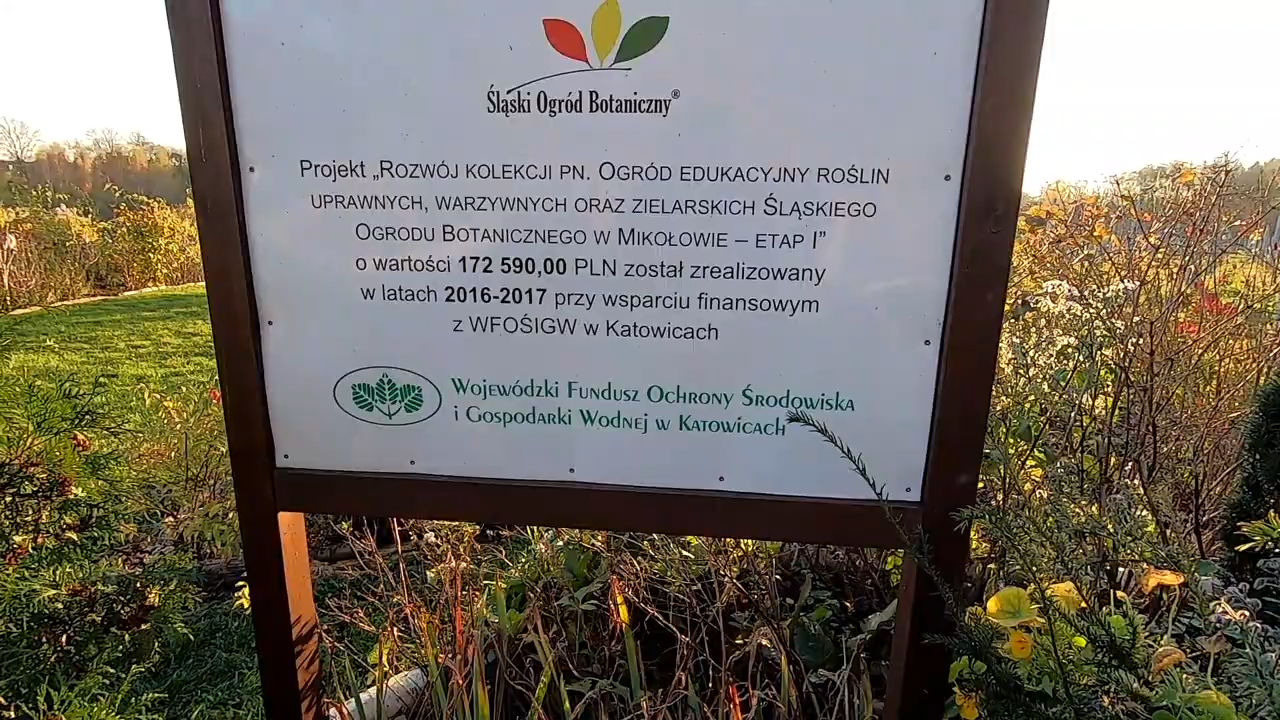 Śląski Ogród Botaniczny®
Projekt „ROZWÓJ KOLEKCJI PN. OGRÓD EDUKACYJNY ROŚLIN
UPRAWNYCH, WARZYWNYCH ORAZ ZIELARSKICH ŚLĄSKIEGO
OGRODU BOTANICZNEGO W MIKOŁOWIE – ETAP I”
o wartości 172 590,00 PLN został zrealizowany
w latach 2016-2017 przy wsparciu finansowym
z WFOŚIGW w Katowicach
Wojewódzki Fundusz Ochrony Środowiska
i Gospodarki Wodnej w Katowicach